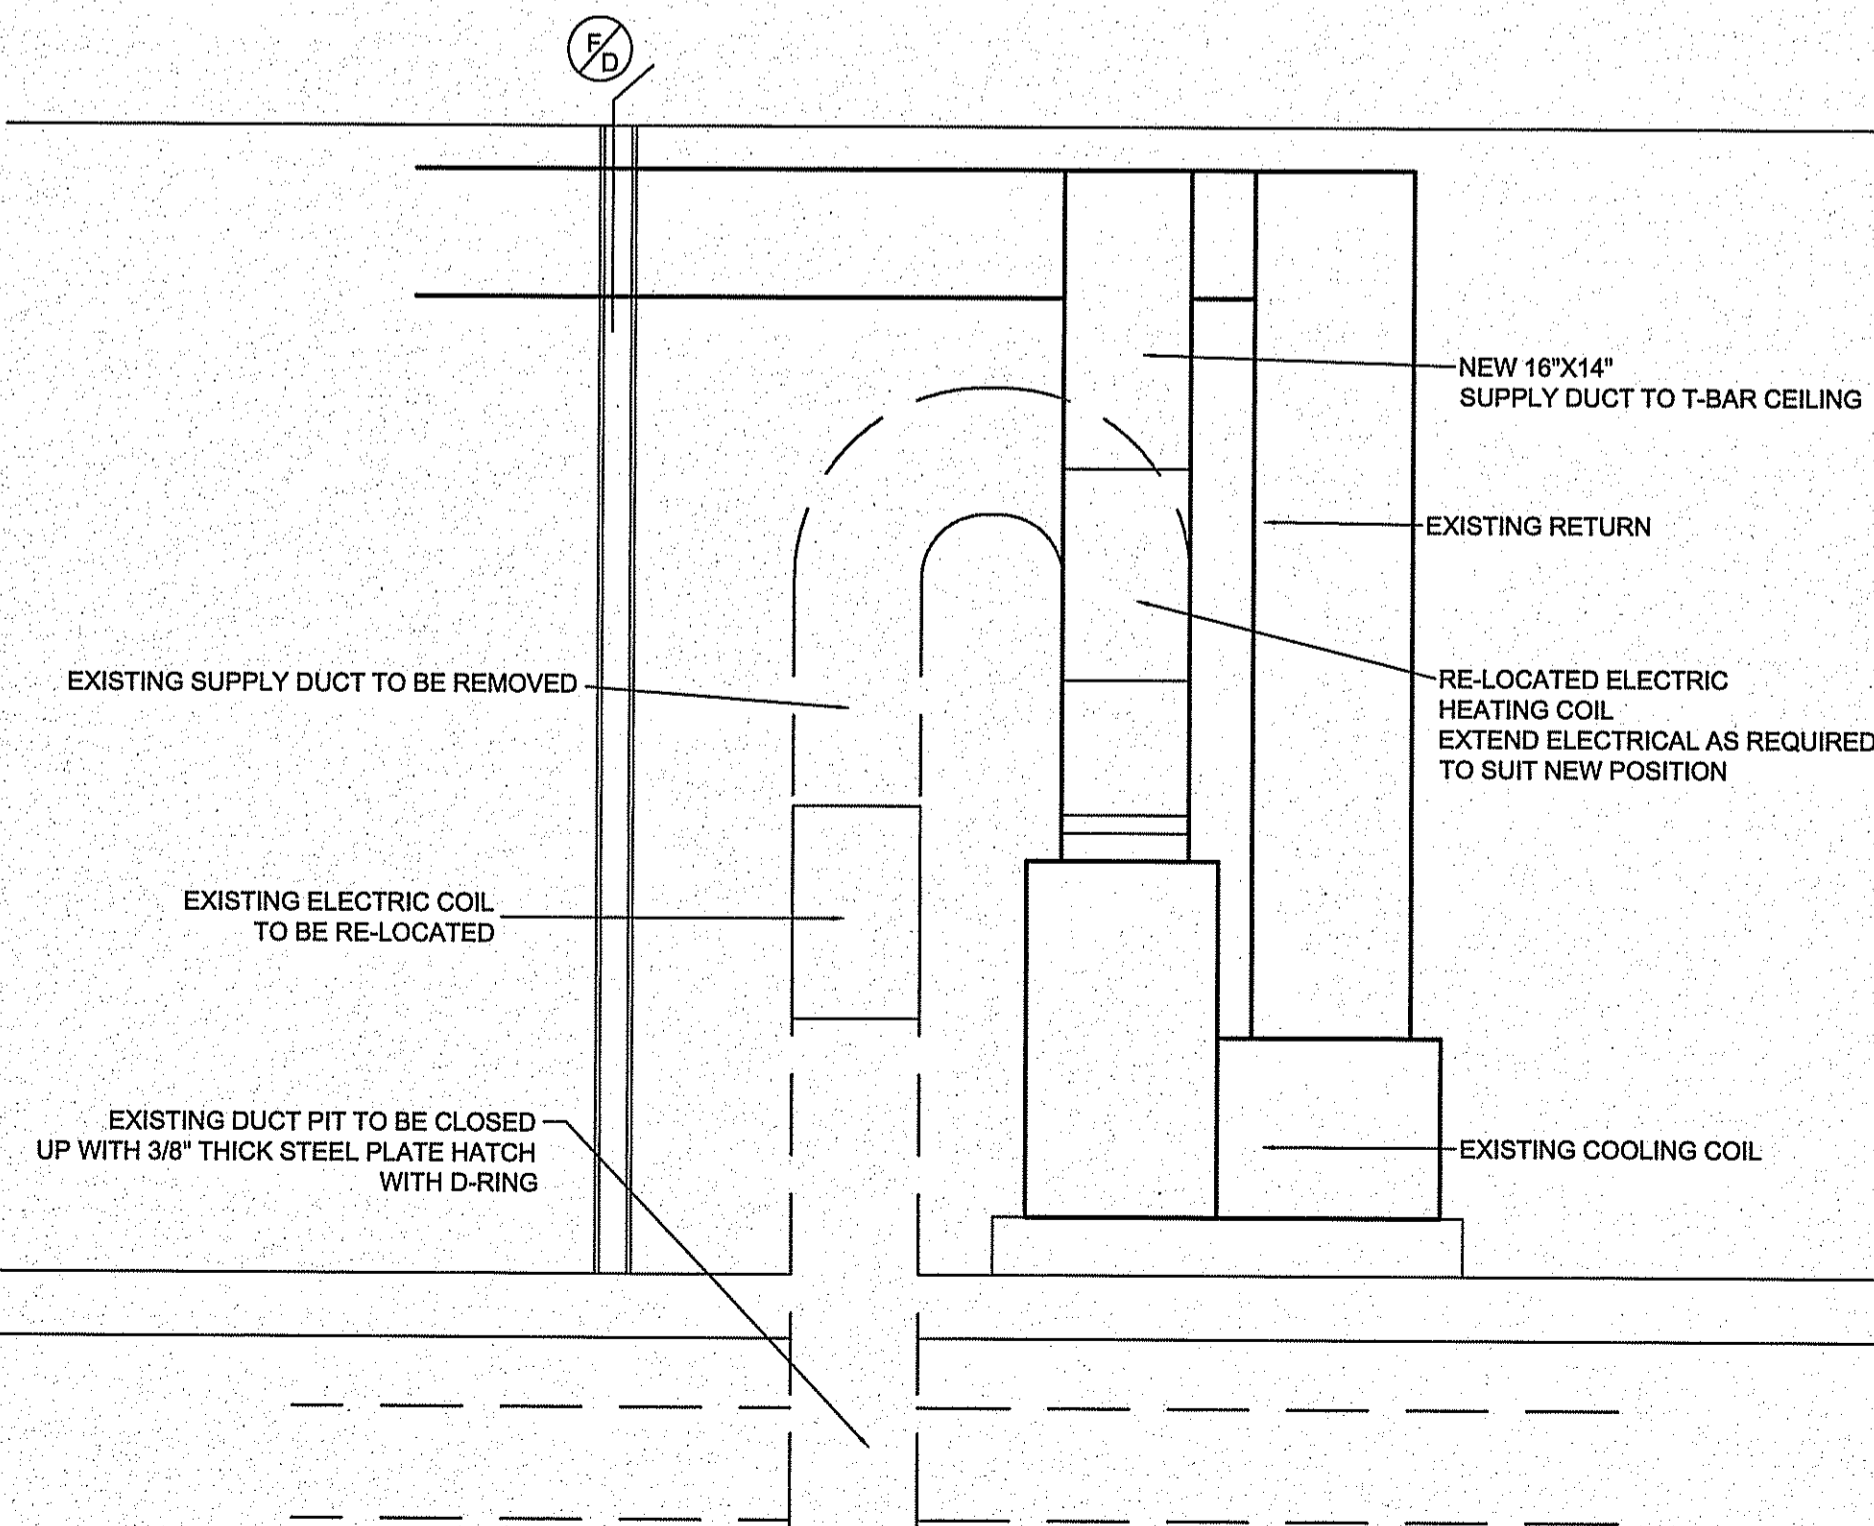 F/D
NEW 16"X14"
SUPPLY DUCT TO T-BAR CEILING
EXISTING RETURN
EXISTING SUPPLY DUCT TO BE REMOVED
RE-LOCATED ELECTRIC
HEATING COIL
EXTEND ELECTRICAL AS REQUIRED
TO SUIT NEW POSITION
EXISTING ELECTRIC COIL
TO BE RE-LOCATED
EXISTING DUCT PIT TO BE CLOSED
UP WITH 3/8" THICK STEEL PLATE HATCH
WITH D-RING
EXISTING COOLING COIL